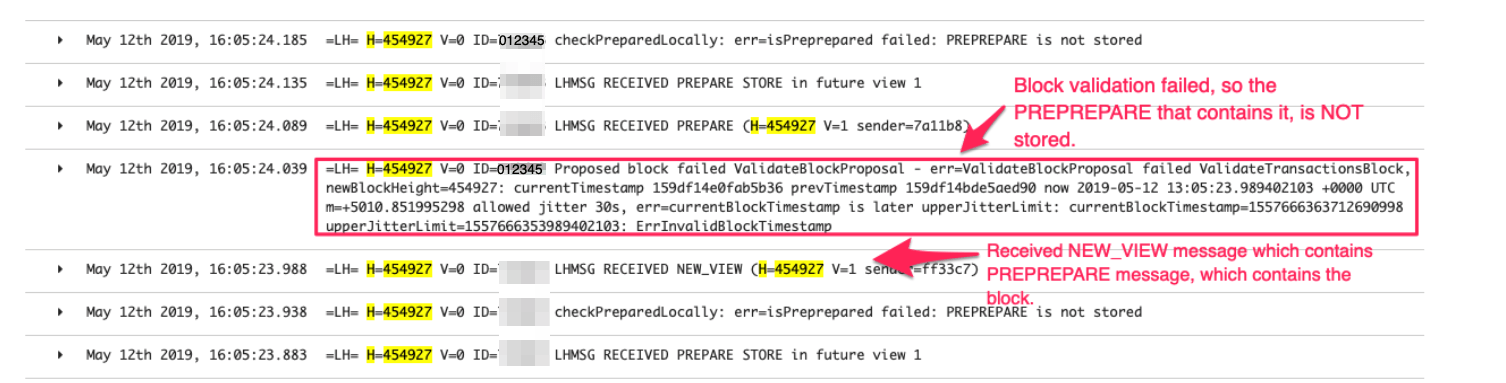 May 12th 2019, 16:05:24.185 =LH= H=454927 V=0 ID=012345 checkPreparedLocally: err=isPreprepared failed: PREPREPARE is not stored
May 12th 2019, 16:05:24.135 =LH= H=454927 V=0 ID= LHMSG RECEIVED PREPARE STORE in future view 1
Block validation failed, so the
PREPREPARE that contains it, is NOT
stored.
May 12th 2019, 16:05:24.089 =LH= H=454927 V=0 ID= LHMSG RECEIVED PREPARE (H=454927 V=1 sender=7a11b8)
May 12th 2019, 16:05:24.039 =LH= H=454927 V=0 ID=012345 Proposed block failed ValidateBlockProposal - err=ValidateBlockProposal failed ValidateTransactionsBlock,
newBlockHeight=454927: currentTimestamp 159df14e0fab5b36 prevTimestamp 159df14bde5aed90 now 2019-05-12 13:05:23.989402103 +0000 UTC
m=+5010.851995298 allowed jitter 30s, err=currentBlockTimestamp is later upperJitterLimit: currentBlockTimestamp=1557666363712690998
upperJitterLimit=1557666353989402103: ErrInvalidBlockTimestamp
May 12th 2019, 16:05:23.988 =LH= H=454927 V=0 ID= LHMSG RECEIVED NEW_VIEW (H=454927 V=1 sender=ff33c7)
Received NEW_VIEW message which contains
PREPREPARE message, which contains the
block.
May 12th 2019, 16:05:23.938 =LH= H=454927 V=0 ID= checkPreparedLocally: err=isPreprepared failed: PREPREPARE is not stored
May 12th 2019, 16:05:23.883 =LH= H=454927 V=0 ID= LHMSG RECEIVED PREPARE STORE in future view 1